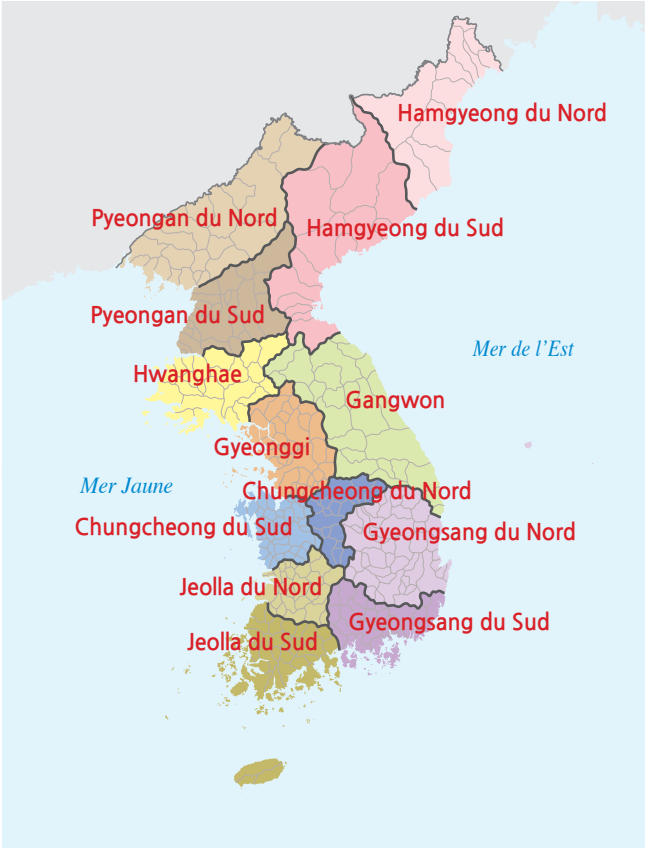 Hamgyeong du Nord
Pyeongan du Nord
Hamgyeong du Sud
Pyeongan du Sud
Mer de l'Est
Hwanghae
Gangwon
Gyeonggi
Mer Jaune
Chungcheong du Nord
Chungcheong du Sud
Gyeongsang du Nord
Jeolla du Nord
Gyeongsang du Sud
Jeolla du Sud